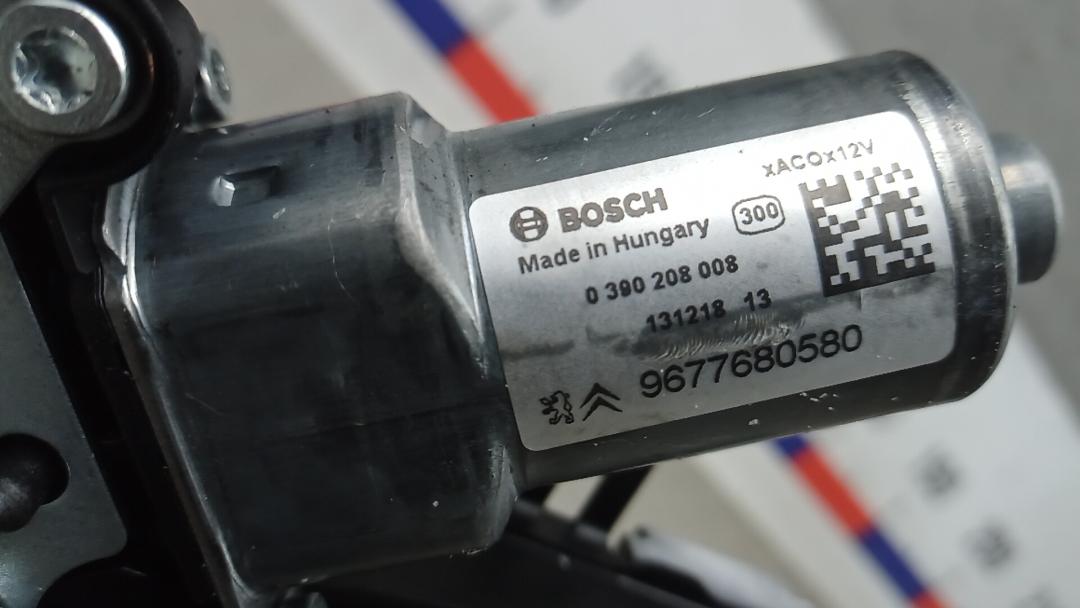 xACOx12V
BOSCH
Made in Hungary
300
0 390 208 008
131218 13
9677680580